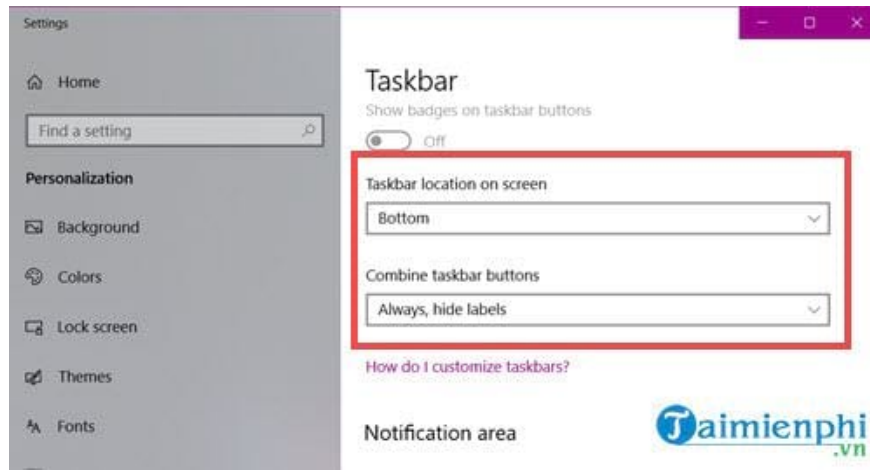 Settings
Home
Find a setting
Personalization
Background
Colors
Lock screen
Themes
Fonts
Taskbar
Show badges on taskbar buttons
Off
Taskbar location on screen
Bottom
Combine taskbar buttons
Always, hide labels
How do I customize taskbars?
Notification area
Taimienphi
.vn